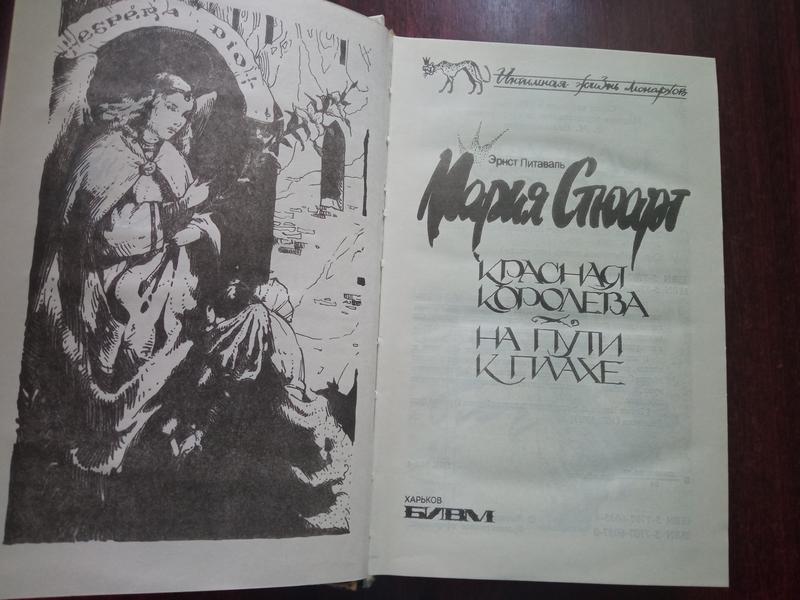 Интимная жизнь монархов
Эрнст Питаваль
Мария Стюарт
КРАСНАЯ
КОРОЛЕВА
НА ПУТИ
К ПЛАХЕ
ХАРЬКОВ
БИВМ